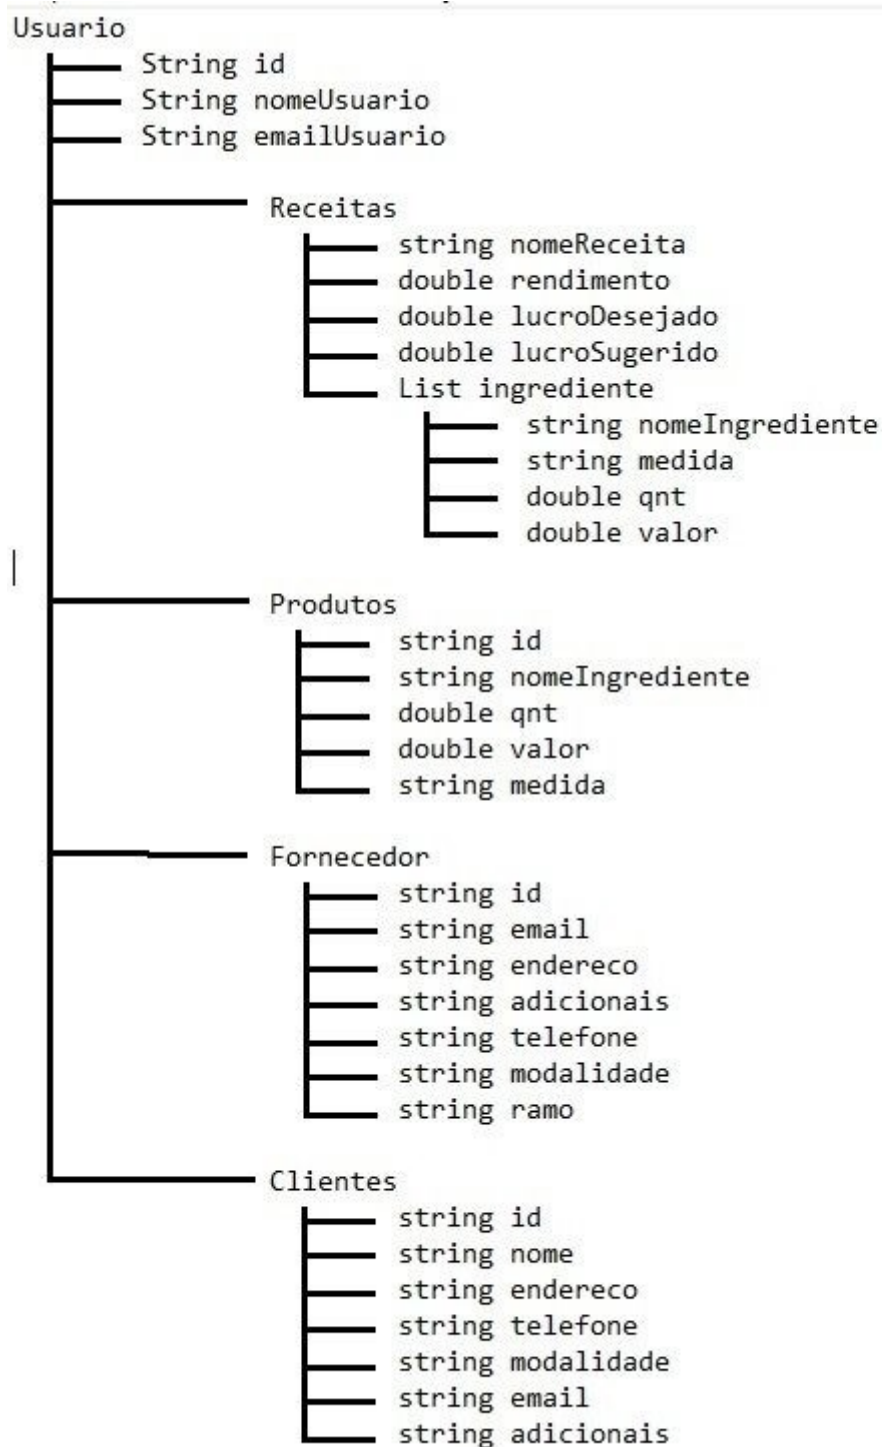 Usuario
String id
String nomeUsuario
String emailUsuario
Receitas
string nomeReceita
double rendimento
double lucroDesejado
double lucroSugerido
List ingrediente
string nomeIngrediente
string medida
double qnt
double valor
Produtos
string id
string nomeIngrediente
double qnt
double valor
string medida
Fornecedor
string id
string email
string endereco
string adicionais
string telefone
string modalidade
string ramo
Clientes
string id
string nome
string endereco
string telefone
string modalidade
string email
string adicionais